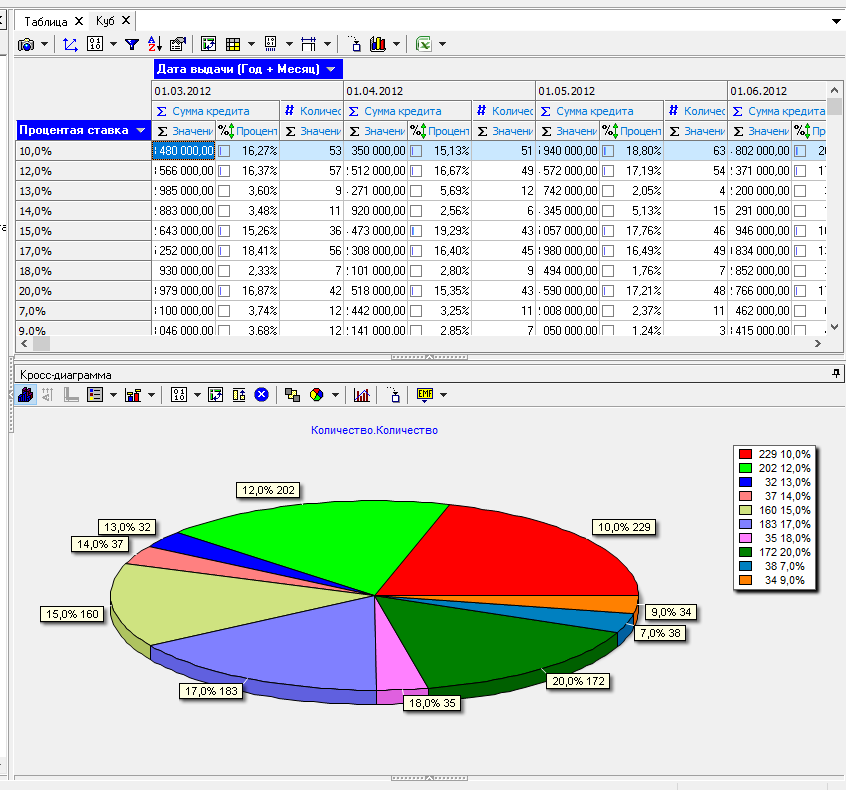 Таблица X Куб X
Дата выдачи (Год + Месяц)
01.03.2012 01.04.2012 01.05.2012 01.06.2012
Σ Сумма кредита # Количес Σ Сумма кредита # Количес Σ Сумма кредита # Количес Σ Сумма кредита
Процентая ставка Σ Значени % Процент Σ Значени Σ Значени % Процент Σ Значени Σ Значени % Процент Σ Значени Σ Значени % Пр
10,0% 480 000,00 16,27% 53 350 000,00 15,13% 51 940 000,00 18,80% 63 802 000,00
12,0% 566 000,00 16,37% 57 512 000,00 16,67% 49 572 000,00 17,19% 54 371 000,00
13,0% 985 000,00 3,60% 9 271 000,00 5,69% 12 742 000,00 2,05% 4 200 000,00
14,0% 883 000,00 3,48% 11 920 000,00 2,56% 6 345 000,00 5,13% 15 291 000,00
15,0% 643 000,00 15,26% 36 473 000,00 19,29% 43 057 000,00 17,76% 46 946 000,00
17,0% 252 000,00 18,41% 56 308 000,00 16,40% 45 980 000,00 16,49% 49 834 000,00
18,0% 930 000,00 2,33% 7 101 000,00 2,80% 9 494 000,00 1,76% 7 852 000,00
20,0% 979 000,00 16,87% 42 518 000,00 15,35% 43 590 000,00 17,21% 48 766 000,00
7,0% 100 000,00 3,74% 12 442 000,00 3,25% 11 008 000,00 2,37% 11 462 000,00
9,0% 046 000,00 3,68% 12 141 000,00 2,85% 7 050 000,00 1,24% 3 415 000,00
Кросс-диаграмма
EMF
Количество.Количество
229 10,0%
202 12,0%
32 13,0%
37 14,0%
160 15,0%
183 17,0%
35 18,0%
172 20,0%
38 7,0%
34 9,0%
12,0% 202
13,0% 32
10,0% 229
14,0% 37
15,0% 160
9,0% 34
7,0% 38
20,0% 172
17,0% 183
18,0% 35